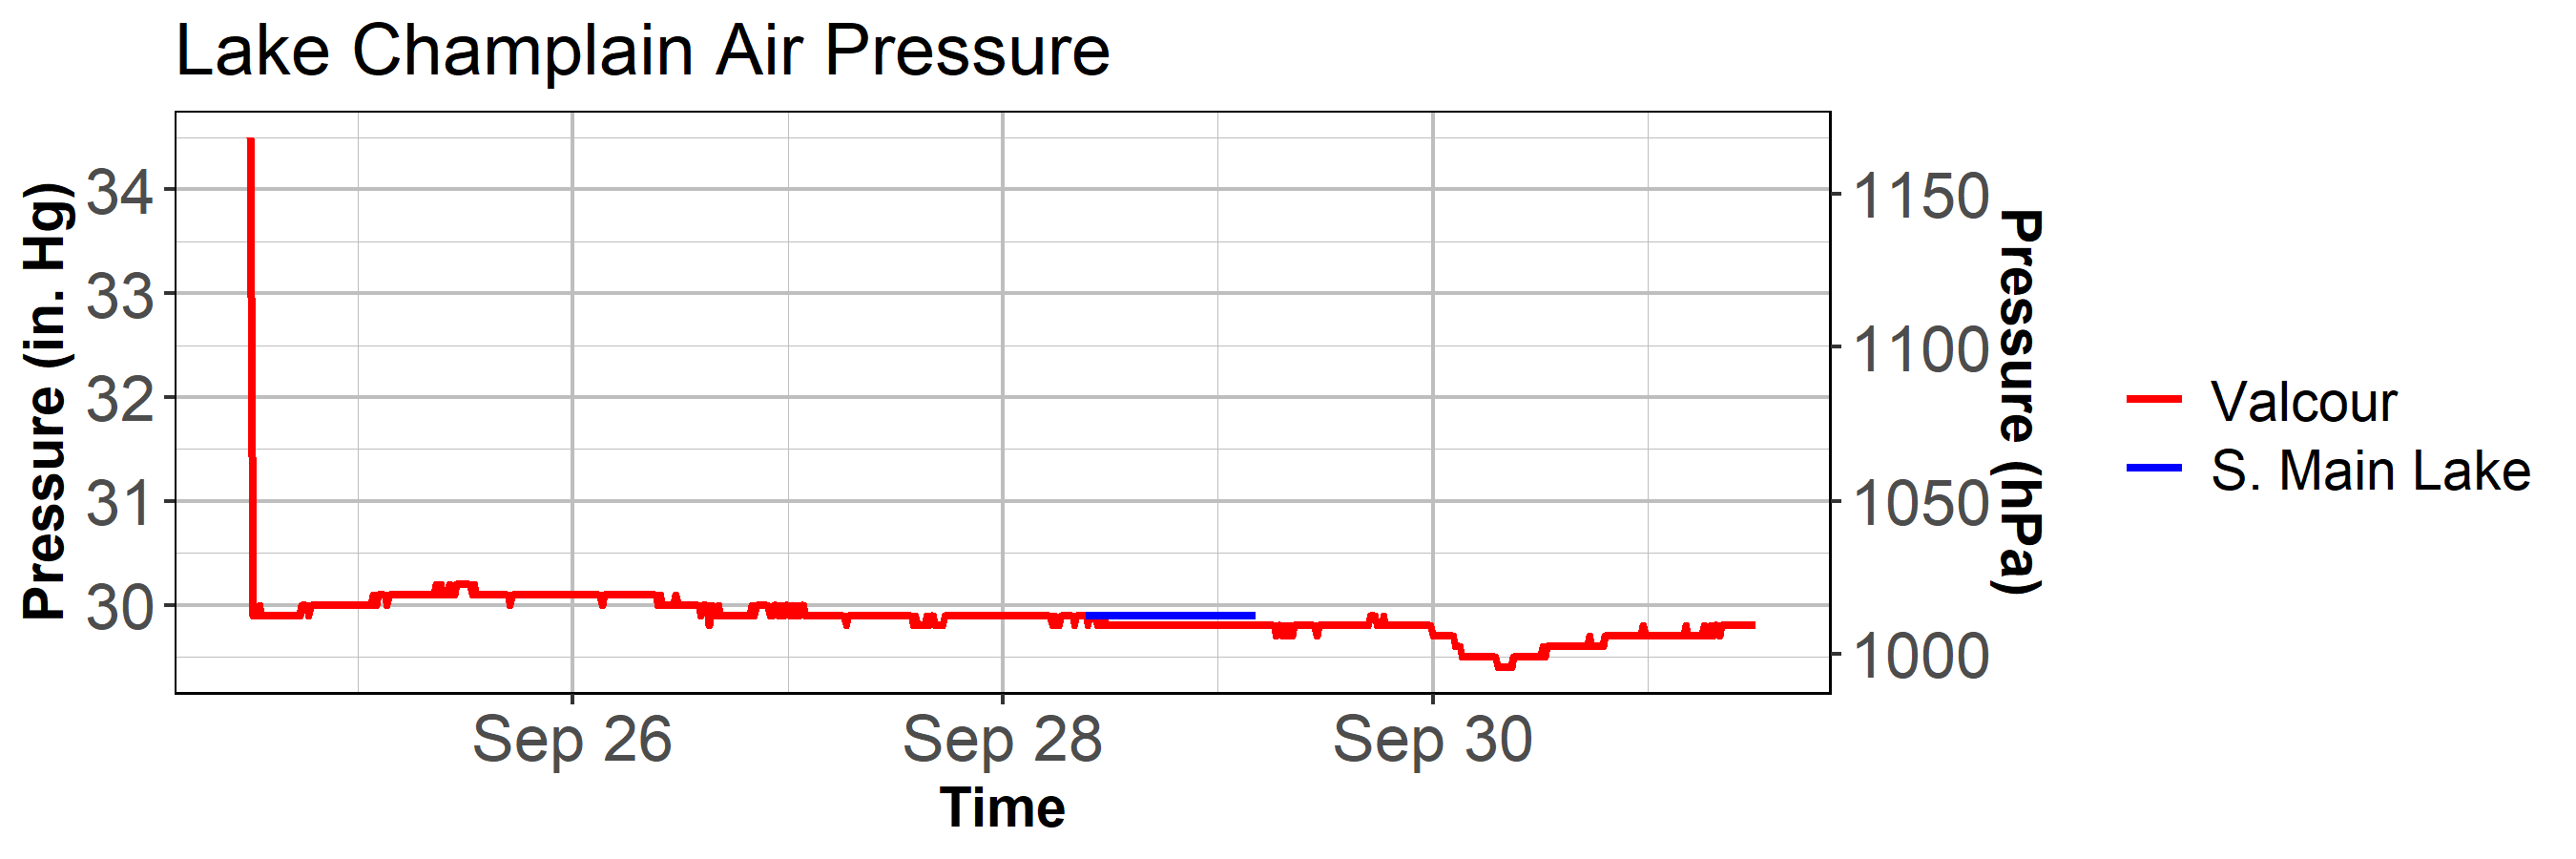 Lake Champlain Air Pressure
Pressure (in. Hg)
34
33
32
31
30
1150
1100
1050
1000
Pressure (hPa)
Valcour
S. Main Lake
Sep 26
Sep 28
Sep 30
Time